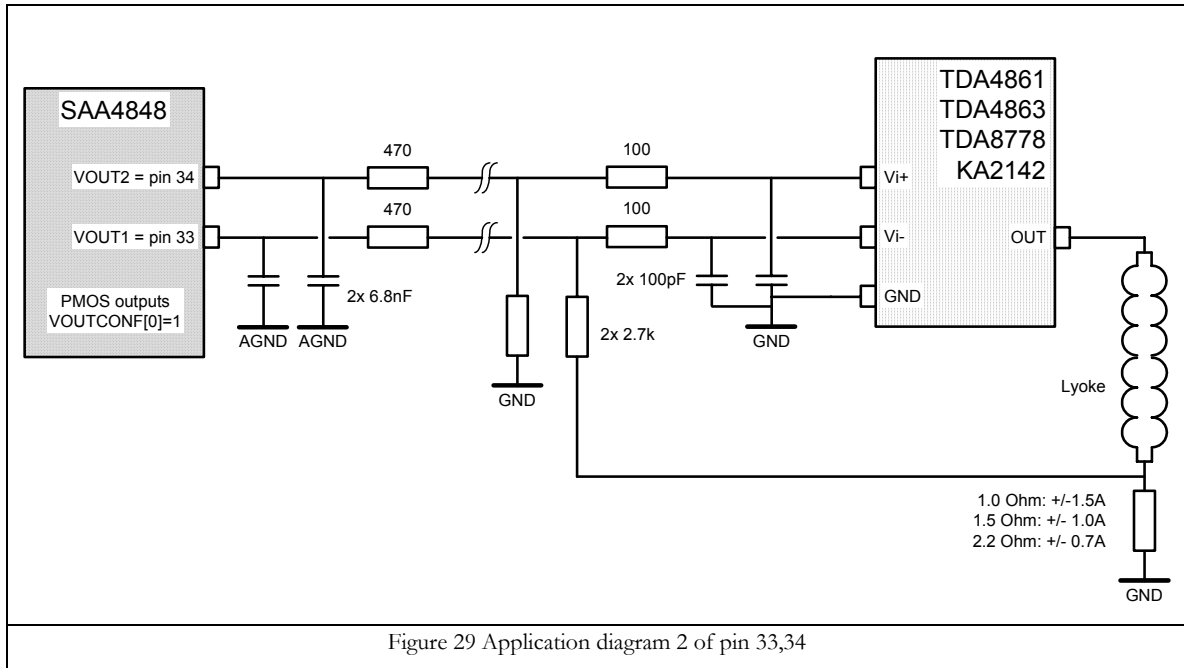 SAA4848
VOUT2 = pin 34
VOUT1 = pin 33
PMOS outputs
VOUTCONF[0]=1
470
470
100
100
2x 6.8nF
AGND
AGND
2x 2.7k
GND
2x 100pF
GND
TDA4861
TDA4863
TDA8778
KA2142
Vi+
Vi-
GND
OUT
Lyoke
1.0 Ohm: +/-1.5A
1.5 Ohm: +/- 1.0A
2.2 Ohm: +/- 0.7A
GND
Figure 29 Application diagram 2 of pin 33,34